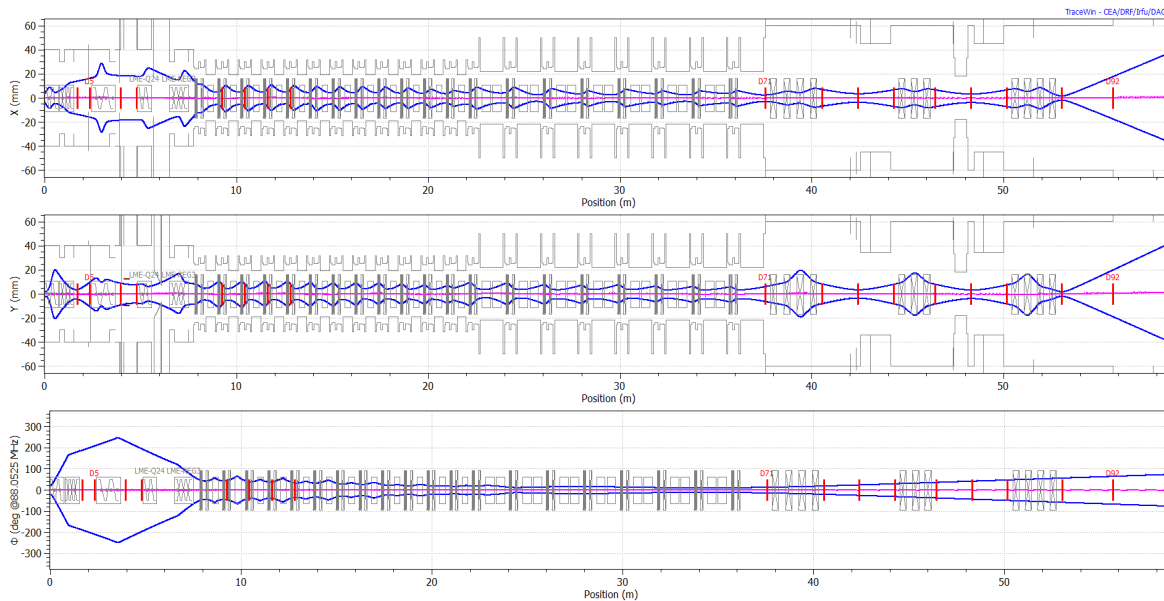 TraceWin - CEA/DRF/Irfu/DAC
60
40
20
0
-20
-40
-60
X (mm)
D5
LME-Q24
D71
D92
0 10 20 30 40 50
Position (m)
60
40
20
0
-20
-40
-60
Y (mm)
D5
LME-Q24
D71
D92
0 10 20 30 40 50
Position (m)
300
200
100
0
-100
-200
-300
Φ (deg @88.0525 MHz)
D5
LME-Q24 LME-REG3
D71
D92
0 10 20 30 40 50
Position (m)